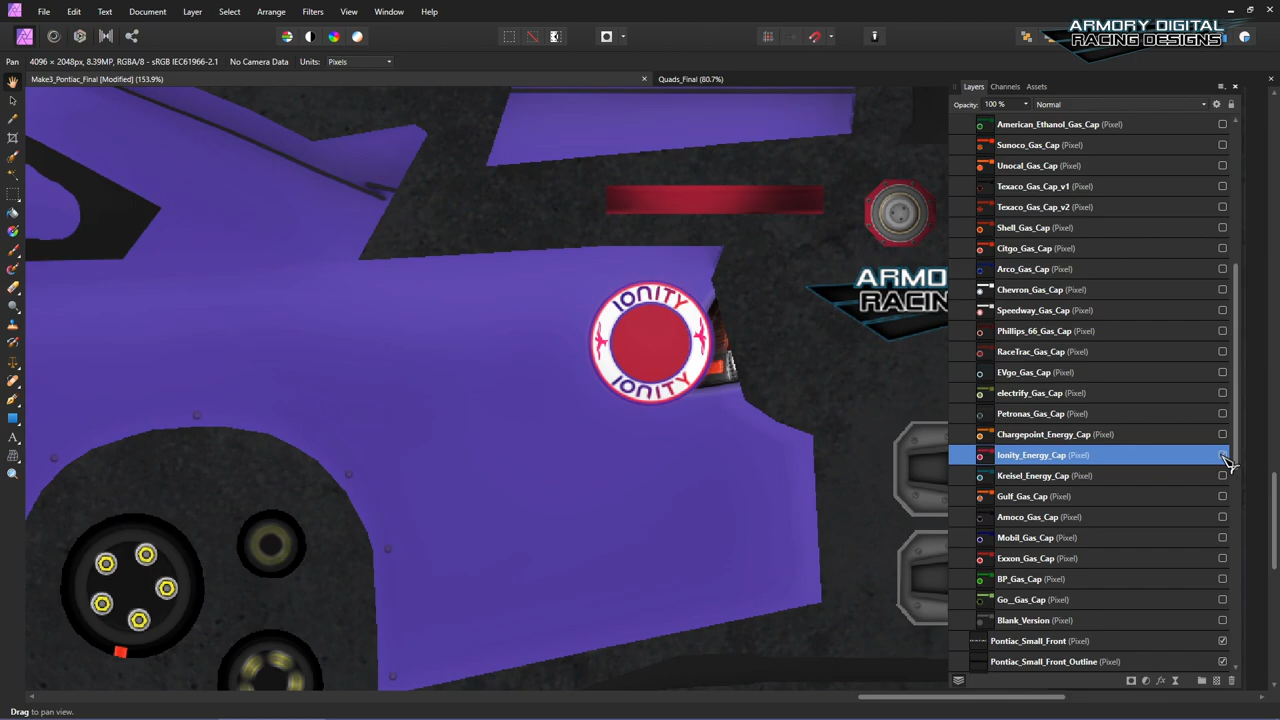 File Edit Text Document Layer Select Arrange Filters View Window Help
ARMORY DIGITAL
RACING DESIGNS
Pan 4096 × 2048px, 8.39MP, RGBA/8 - sRGB IEC61966-2.1 No Camera Data Units: Pixels
Make3_Pontiac_Final [Modified] (153.9%) Quads_Final (80.7%)
Layers Channels Assets
Opacity: 100 % Normal
American_Ethanol_Gas_Cap (Pixel)
Sunoco_Gas_Cap (Pixel)
Unocal_Gas_Cap (Pixel)
Texaco_Gas_Cap_v1 (Pixel)
Texaco_Gas_Cap_v2 (Pixel)
Shell_Gas_Cap (Pixel)
Citgo_Gas_Cap (Pixel)
Arco_Gas_Cap (Pixel)
Chevron_Gas_Cap (Pixel)
Speedway_Gas_Cap (Pixel)
Phillips_66_Gas_Cap (Pixel)
RaceTrac_Gas_Cap (Pixel)
EVgo_Gas_Cap (Pixel)
electrify_Gas_Cap (Pixel)
Petronas_Gas_Cap (Pixel)
Chargepoint_Energy_Cap (Pixel)
Ionity_Energy_Cap (Pixel)
Kreisel_Energy_Cap (Pixel)
Gulf_Gas_Cap (Pixel)
Amoco_Gas_Cap (Pixel)
Mobil_Gas_Cap (Pixel)
Exxon_Gas_Cap (Pixel)
BP_Gas_Cap (Pixel)
Go__Gas_Cap (Pixel)
Blank_Version (Pixel)
Pontiac_Small_Front (Pixel)
Pontiac_Small_Front_Outline (Pixel)
IONITY
IONITY
ARMO
RACIN
Drag to pan view.